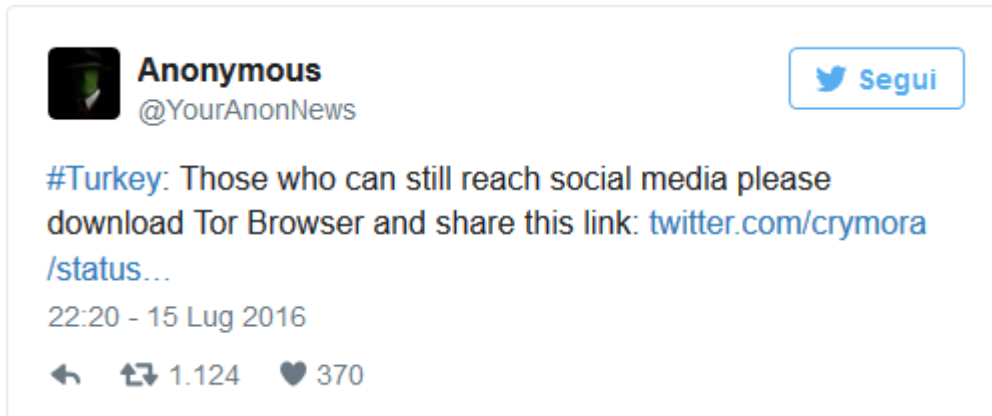 Anonymous
@YourAnonNews
Segui
#Turkey: Those who can still reach social media please
download Tor Browser and share this link: twitter.com/crymora
/status…
22:20 - 15 Lug 2016
1.124 370